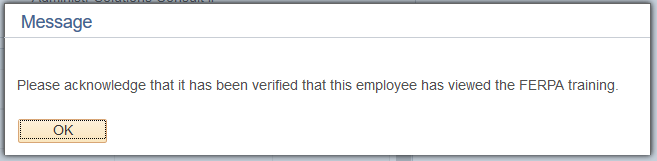 Message
Please acknowledge that it has been verified that this employee has viewed the FERPA training.
OK